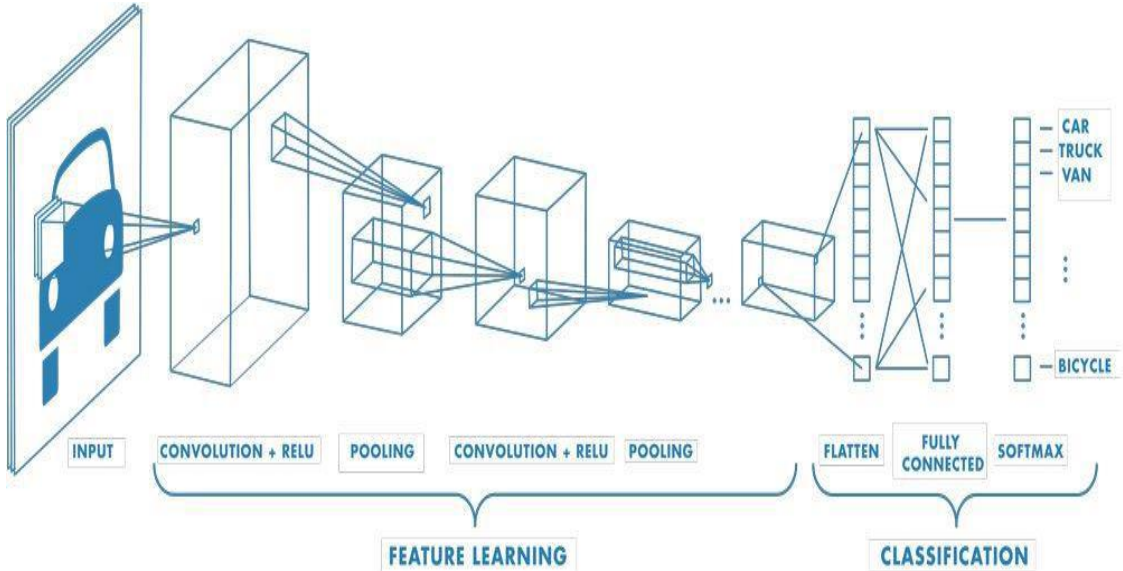 CAR
TRUCK
VAN
BICYCLE
INPUT
CONVOLUTION + RELU
POOLING
CONVOLUTION + RELU
POOLING
FLATTEN
FULLY
CONNECTED
SOFTMAX
FEATURE LEARNING
CLASSIFICATION